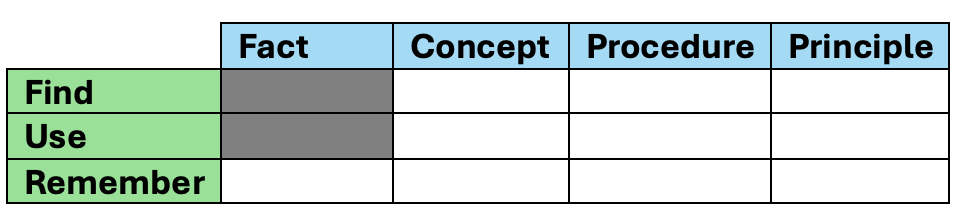 Fact Concept Procedure Principle
Find
Use
Remember